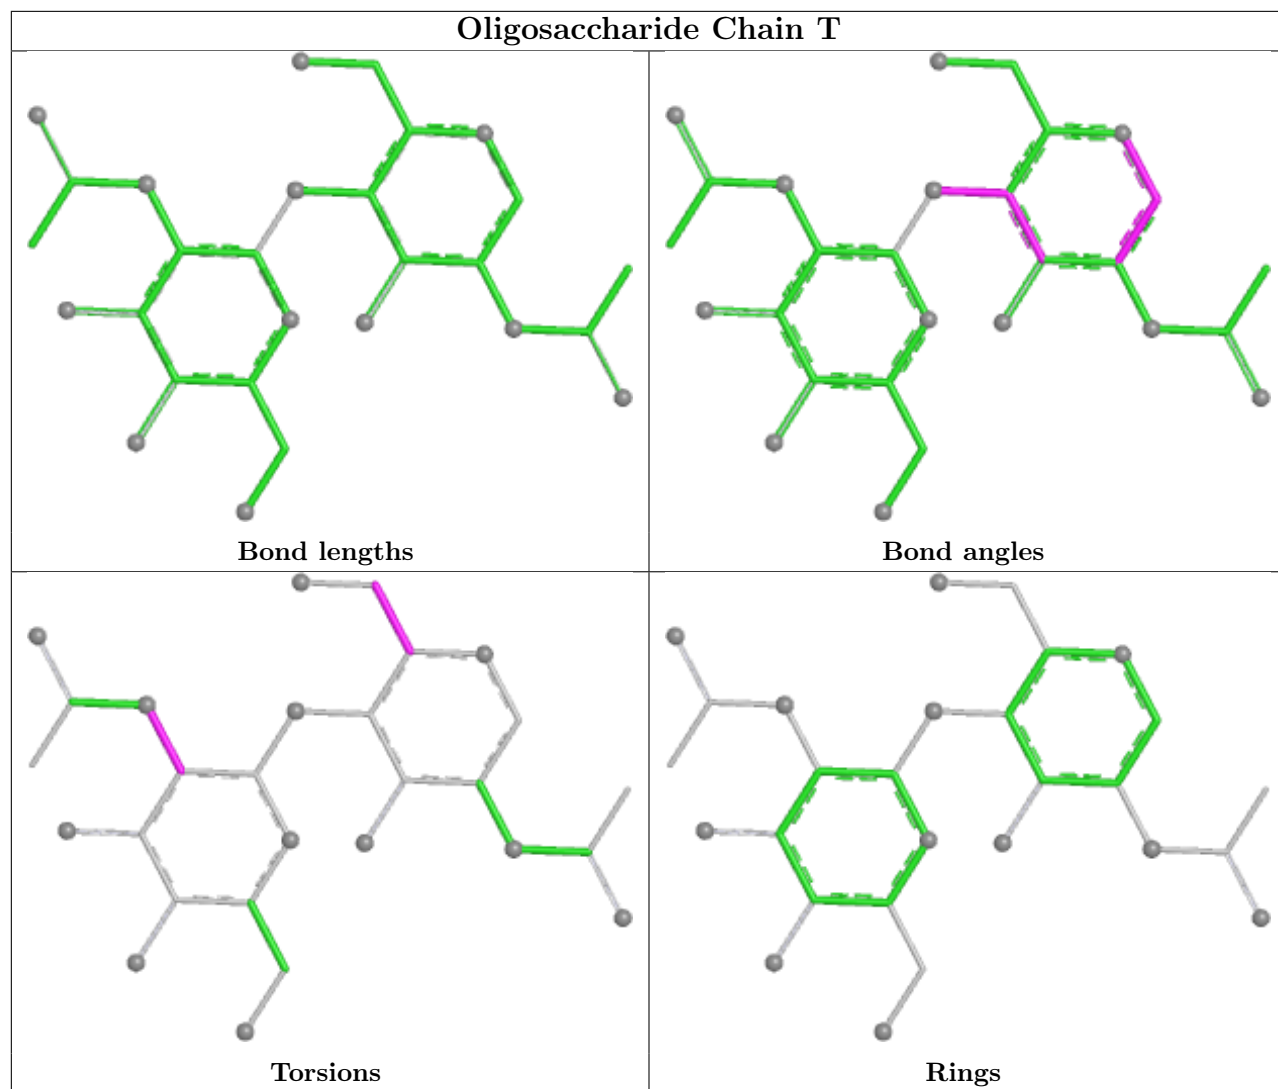 Oligosaccharide Chain T
Bond lengths
Bond angles
Torsions
Rings